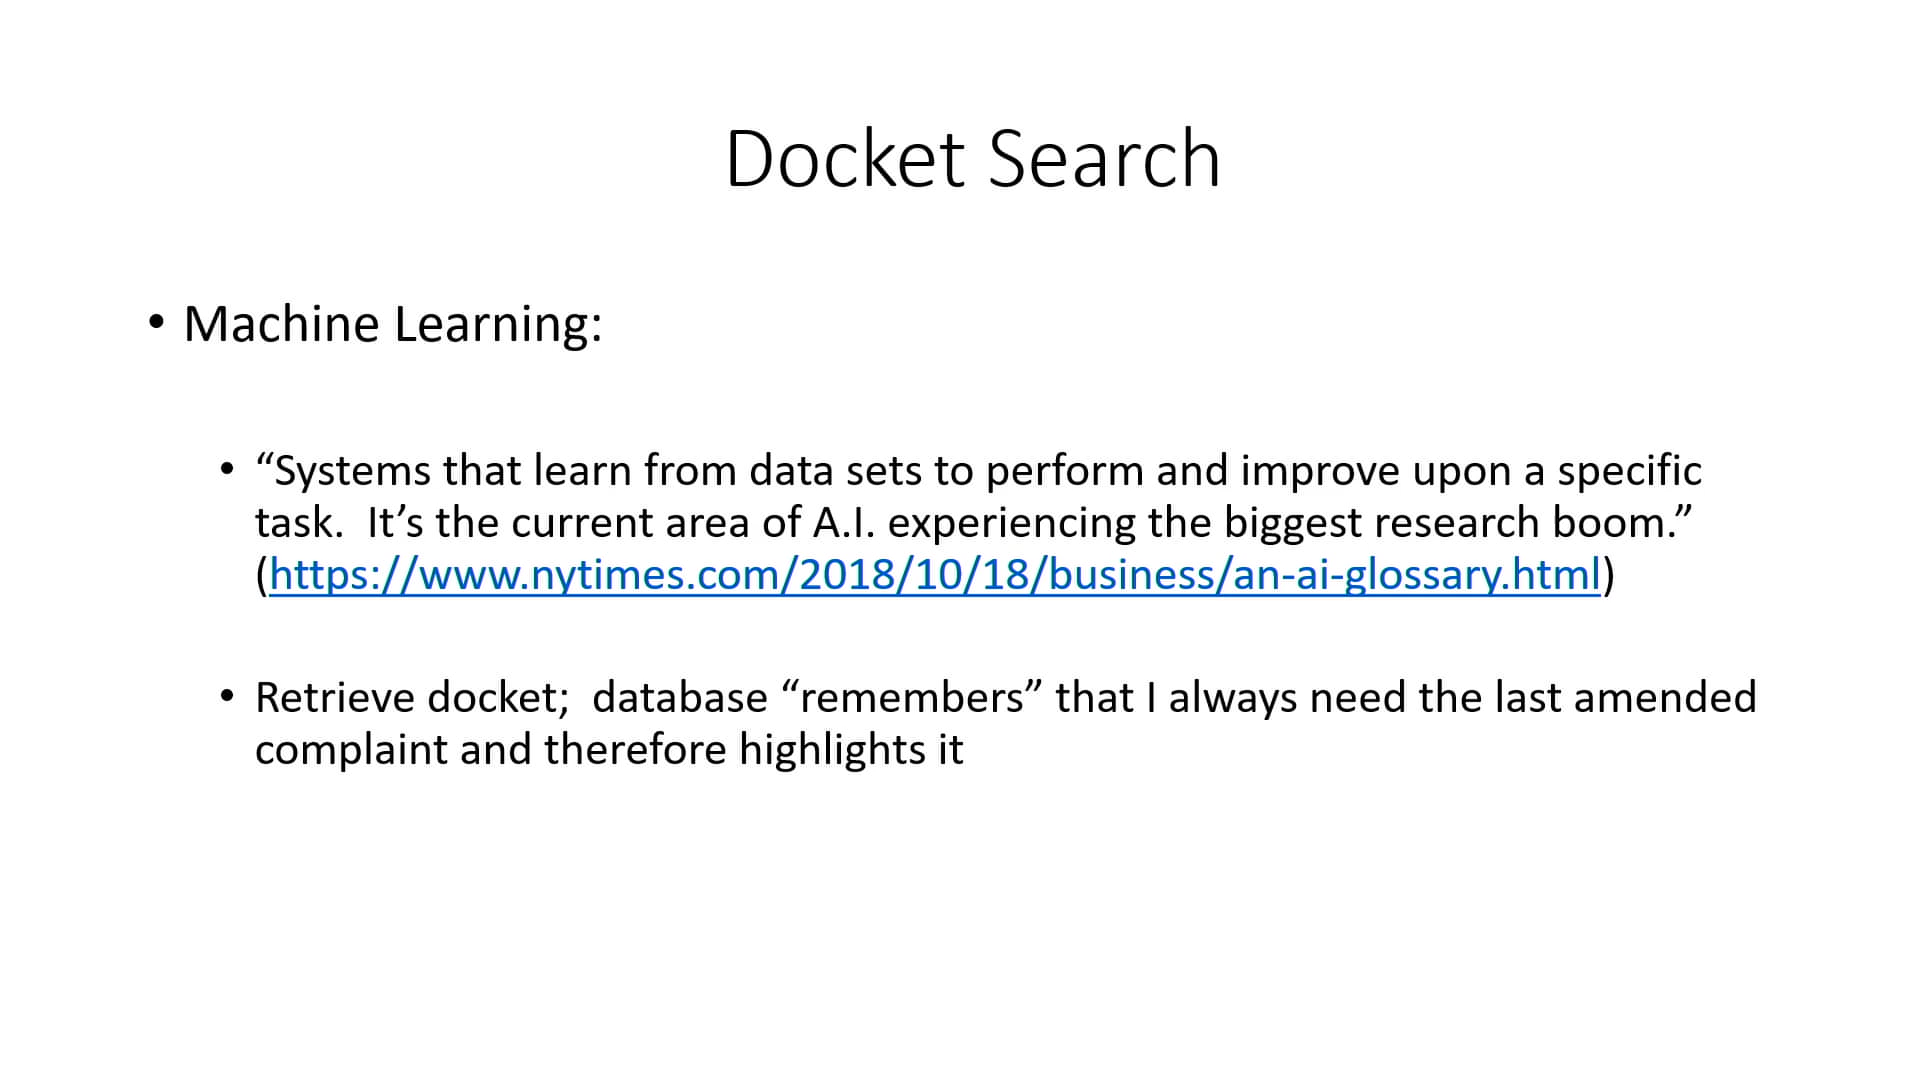 Docket Search
• Machine Learning:
• “Systems that learn from data sets to perform and improve upon a specific
task.  It’s the current area of A.I. experiencing the biggest research boom.”
(https://www.nytimes.com/2018/10/18/business/an-ai-glossary.html)
• Retrieve docket;  database “remembers” that I always need the last amended
complaint and therefore highlights it